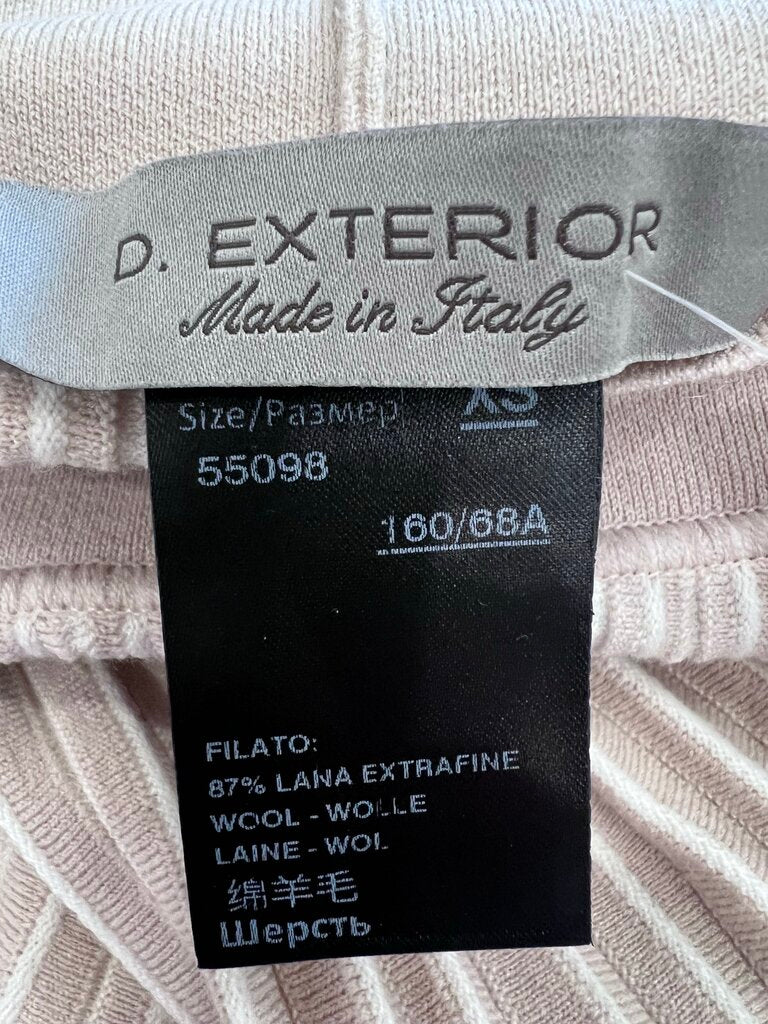 D. EXTERIOR
Made in Italy
Size/Размер XS
55098
160/68A
FILATO:
87% LANA EXTRAFINE
WOOL - WOLLE
LAINE - WOL
绵羊毛
Шерсть